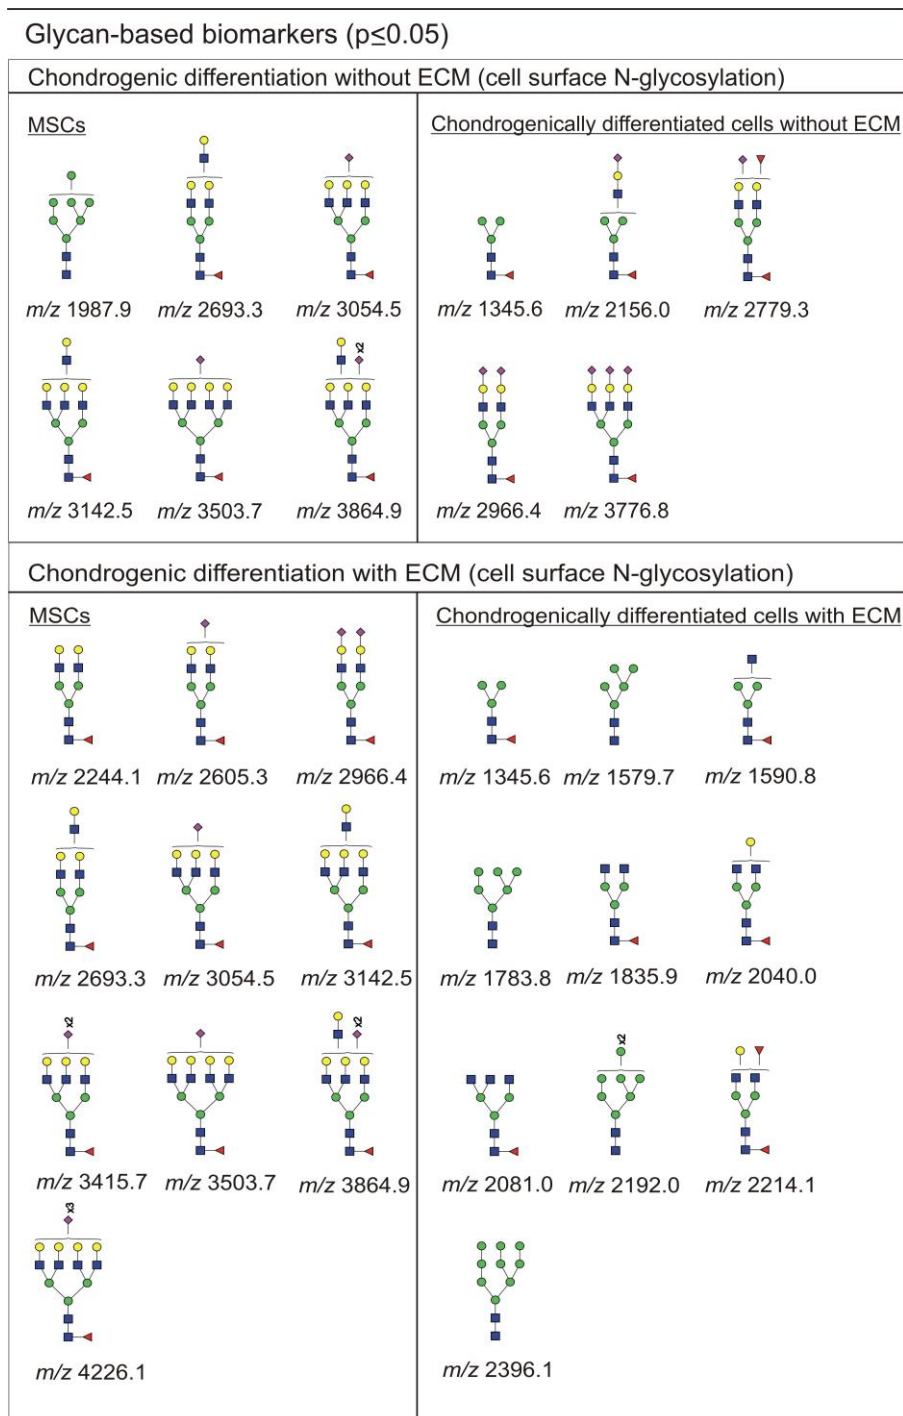 Glycan-based biomarkers (p≤0.05)
Chondrogenic differentiation without ECM (cell surface N-glycosylation)
MSCs
m/z 1987.9 m/z 2693.3 m/z 3054.5
x2
m/z 3142.5 m/z 3503.7 m/z 3864.9
Chondrogenically differentiated cells without ECM
m/z 1345.6 m/z 2156.0 m/z 2779.3
m/z 2966.4 m/z 3776.8
Chondrogenic differentiation with ECM (cell surface N-glycosylation)
MSCs
m/z 2244.1 m/z 2605.3 m/z 2966.4
m/z 2693.3 m/z 3054.5 m/z 3142.5
x2 x2
m/z 3415.7 m/z 3503.7 m/z 3864.9
x3
m/z 4226.1
Chondrogenically differentiated cells with ECM
m/z 1345.6 m/z 1579.7 m/z 1590.8
m/z 1783.8 m/z 1835.9 m/z 2040.0
x2
m/z 2081.0 m/z 2192.0 m/z 2214.1
m/z 2396.1